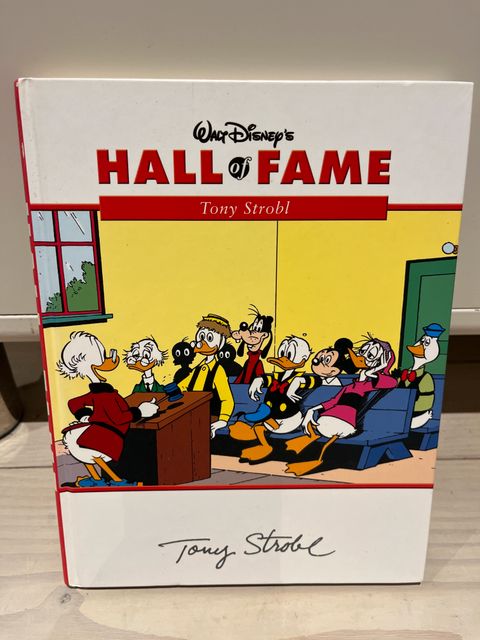 Walt Disney's
HALL of FAME
Tony Strobl
Tony Strobl